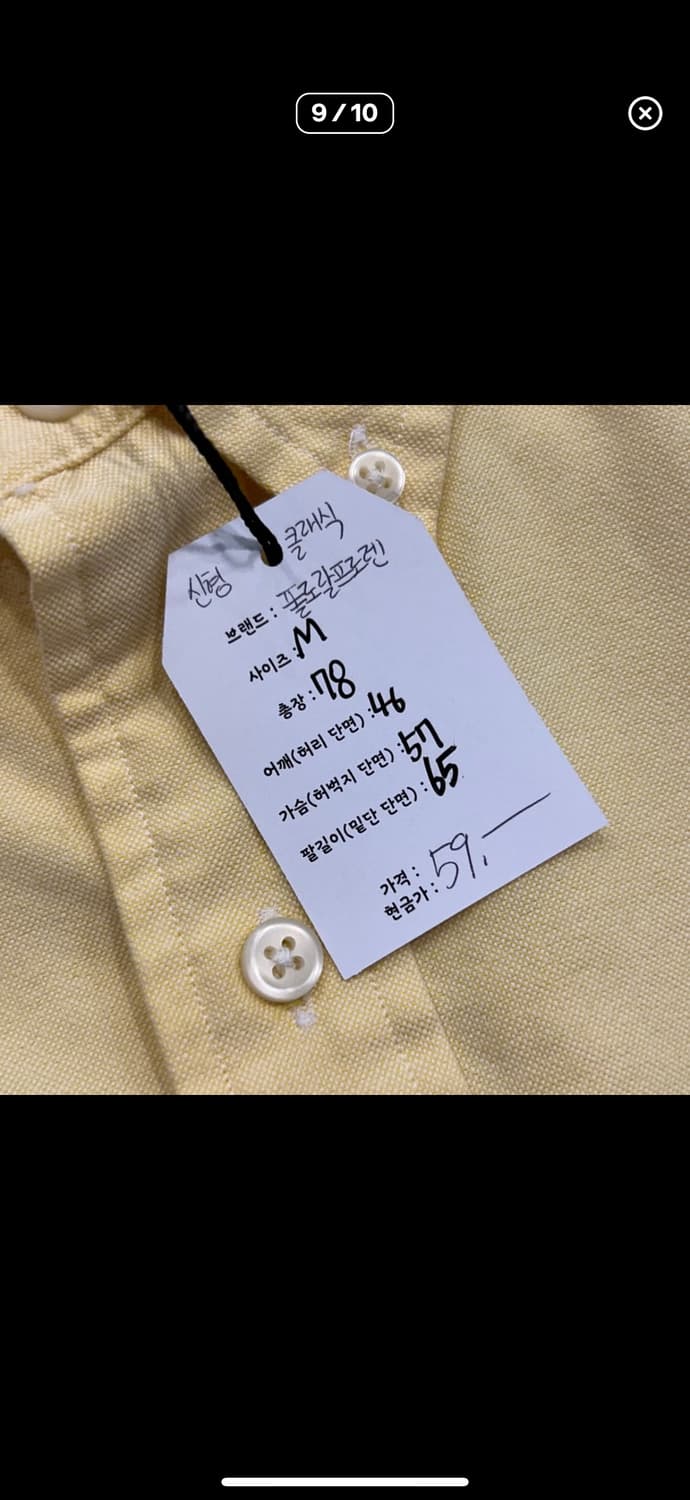 9/10
클래식
신형
브랜드 : 폴로랄프로렌
사이즈 : M
총장 : 78
어깨(허리 단면) : 46
가슴(허벅지 단면) : 57
팔길이(밑단 단면) : 65
가격 : 59,—
현금가 :